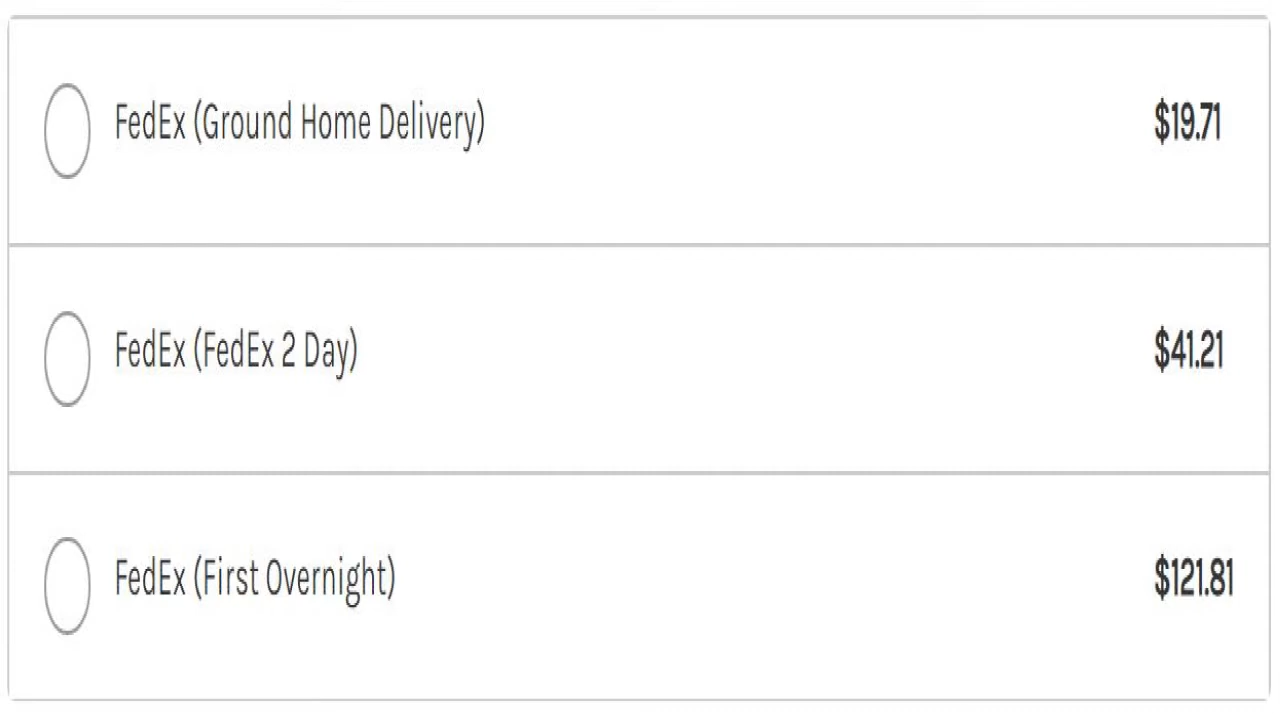 FedEx (Ground Home Delivery) $19.71
FedEx (FedEx 2 Day) $41.21
FedEx (First Overnight) $121.81